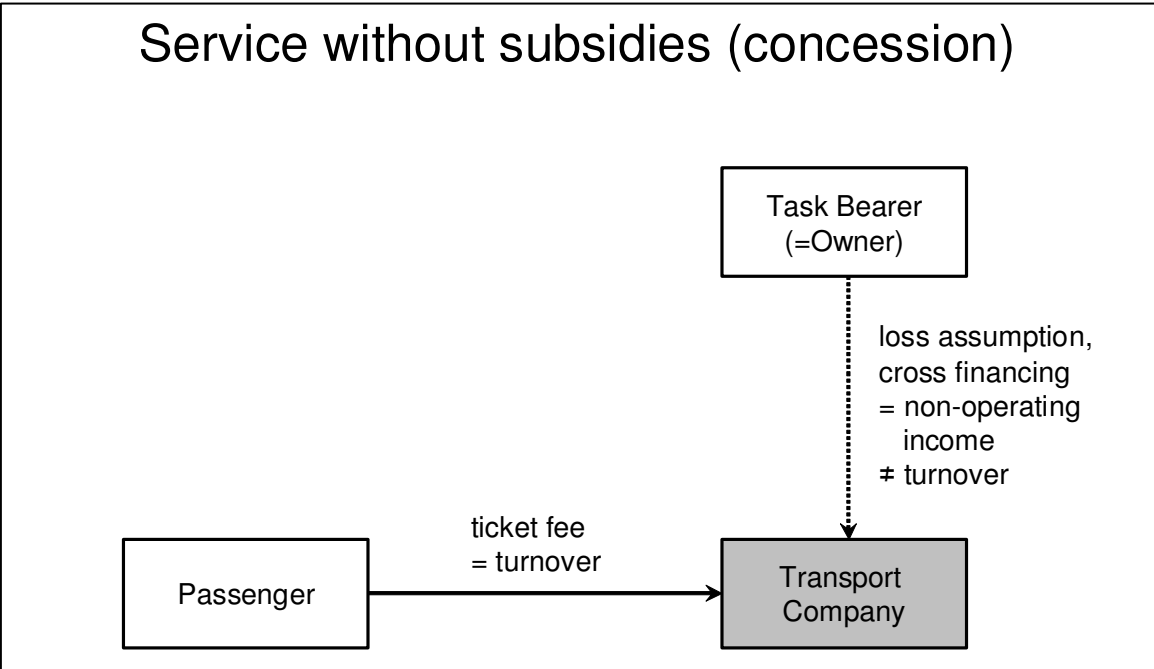 Service without subsidies (concession)
Task Bearer
(=Owner)
loss assumption,
cross financing
= non-operating
income
≠ turnover
ticket fee
= turnover
Passenger
Transport
Company